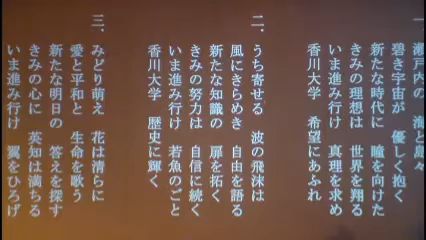 一、
瀬戸内の 海と島々
碧き宇宙が 優しく抱く
新たな時代に 瞳を向けた
きみの理想は 世界を翔る
いま進み行け 真理を求め
香川大学 希望にあふれ
二、
うち寄せる 波の飛沫は
風にきらめき 自由を語る
新たな知識の 扉を拓く
きみの努力は 自信に続く
いま進み行け 若魚のごと
香川大学 歴史に輝く
三、
みどり萌え 花は清らに
愛と平和と 生命を歌う
新たな明日の 答えを探す
きみの心に 英知は満ちる
いま進み行け 翼をひろげ